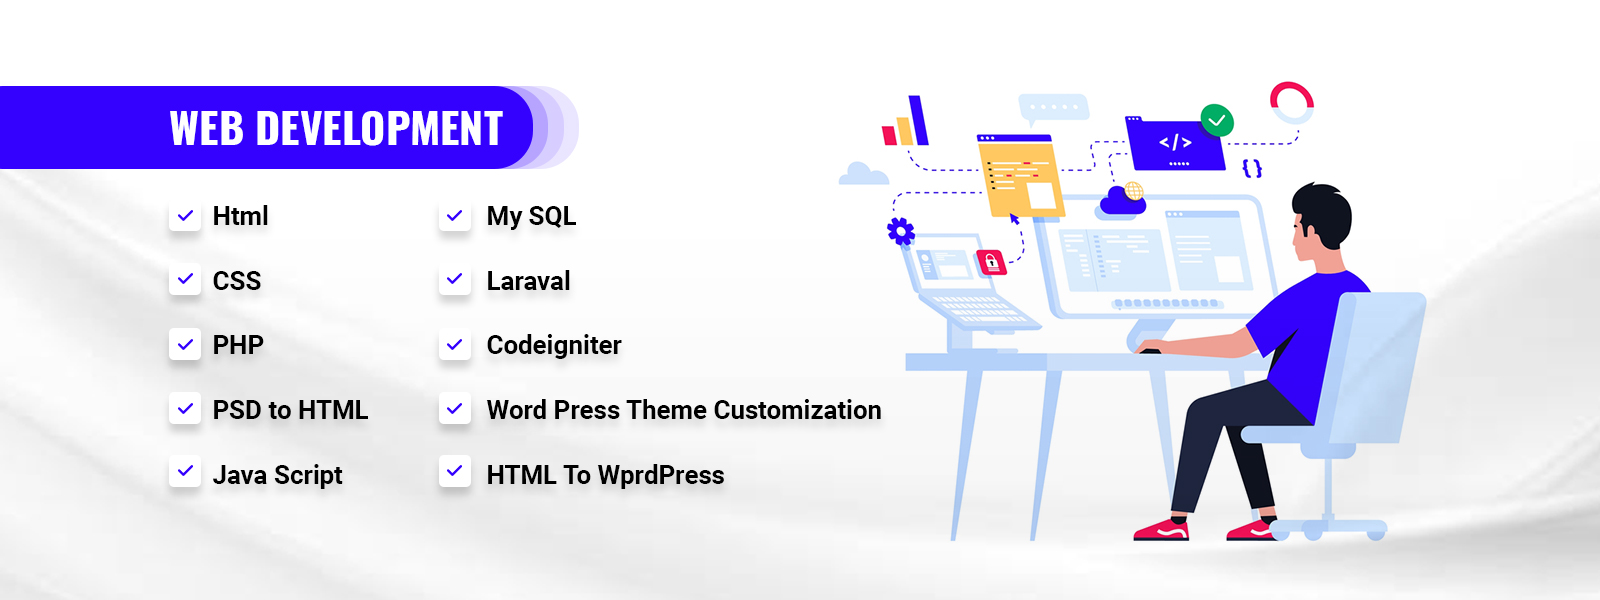 WEB DEVELOPMENT
Html
CSS
PHP
PSD to HTML
Java Script
My SQL
Laraval
Codeigniter
Word Press Theme Customization
HTML To WprdPress
</>
{}